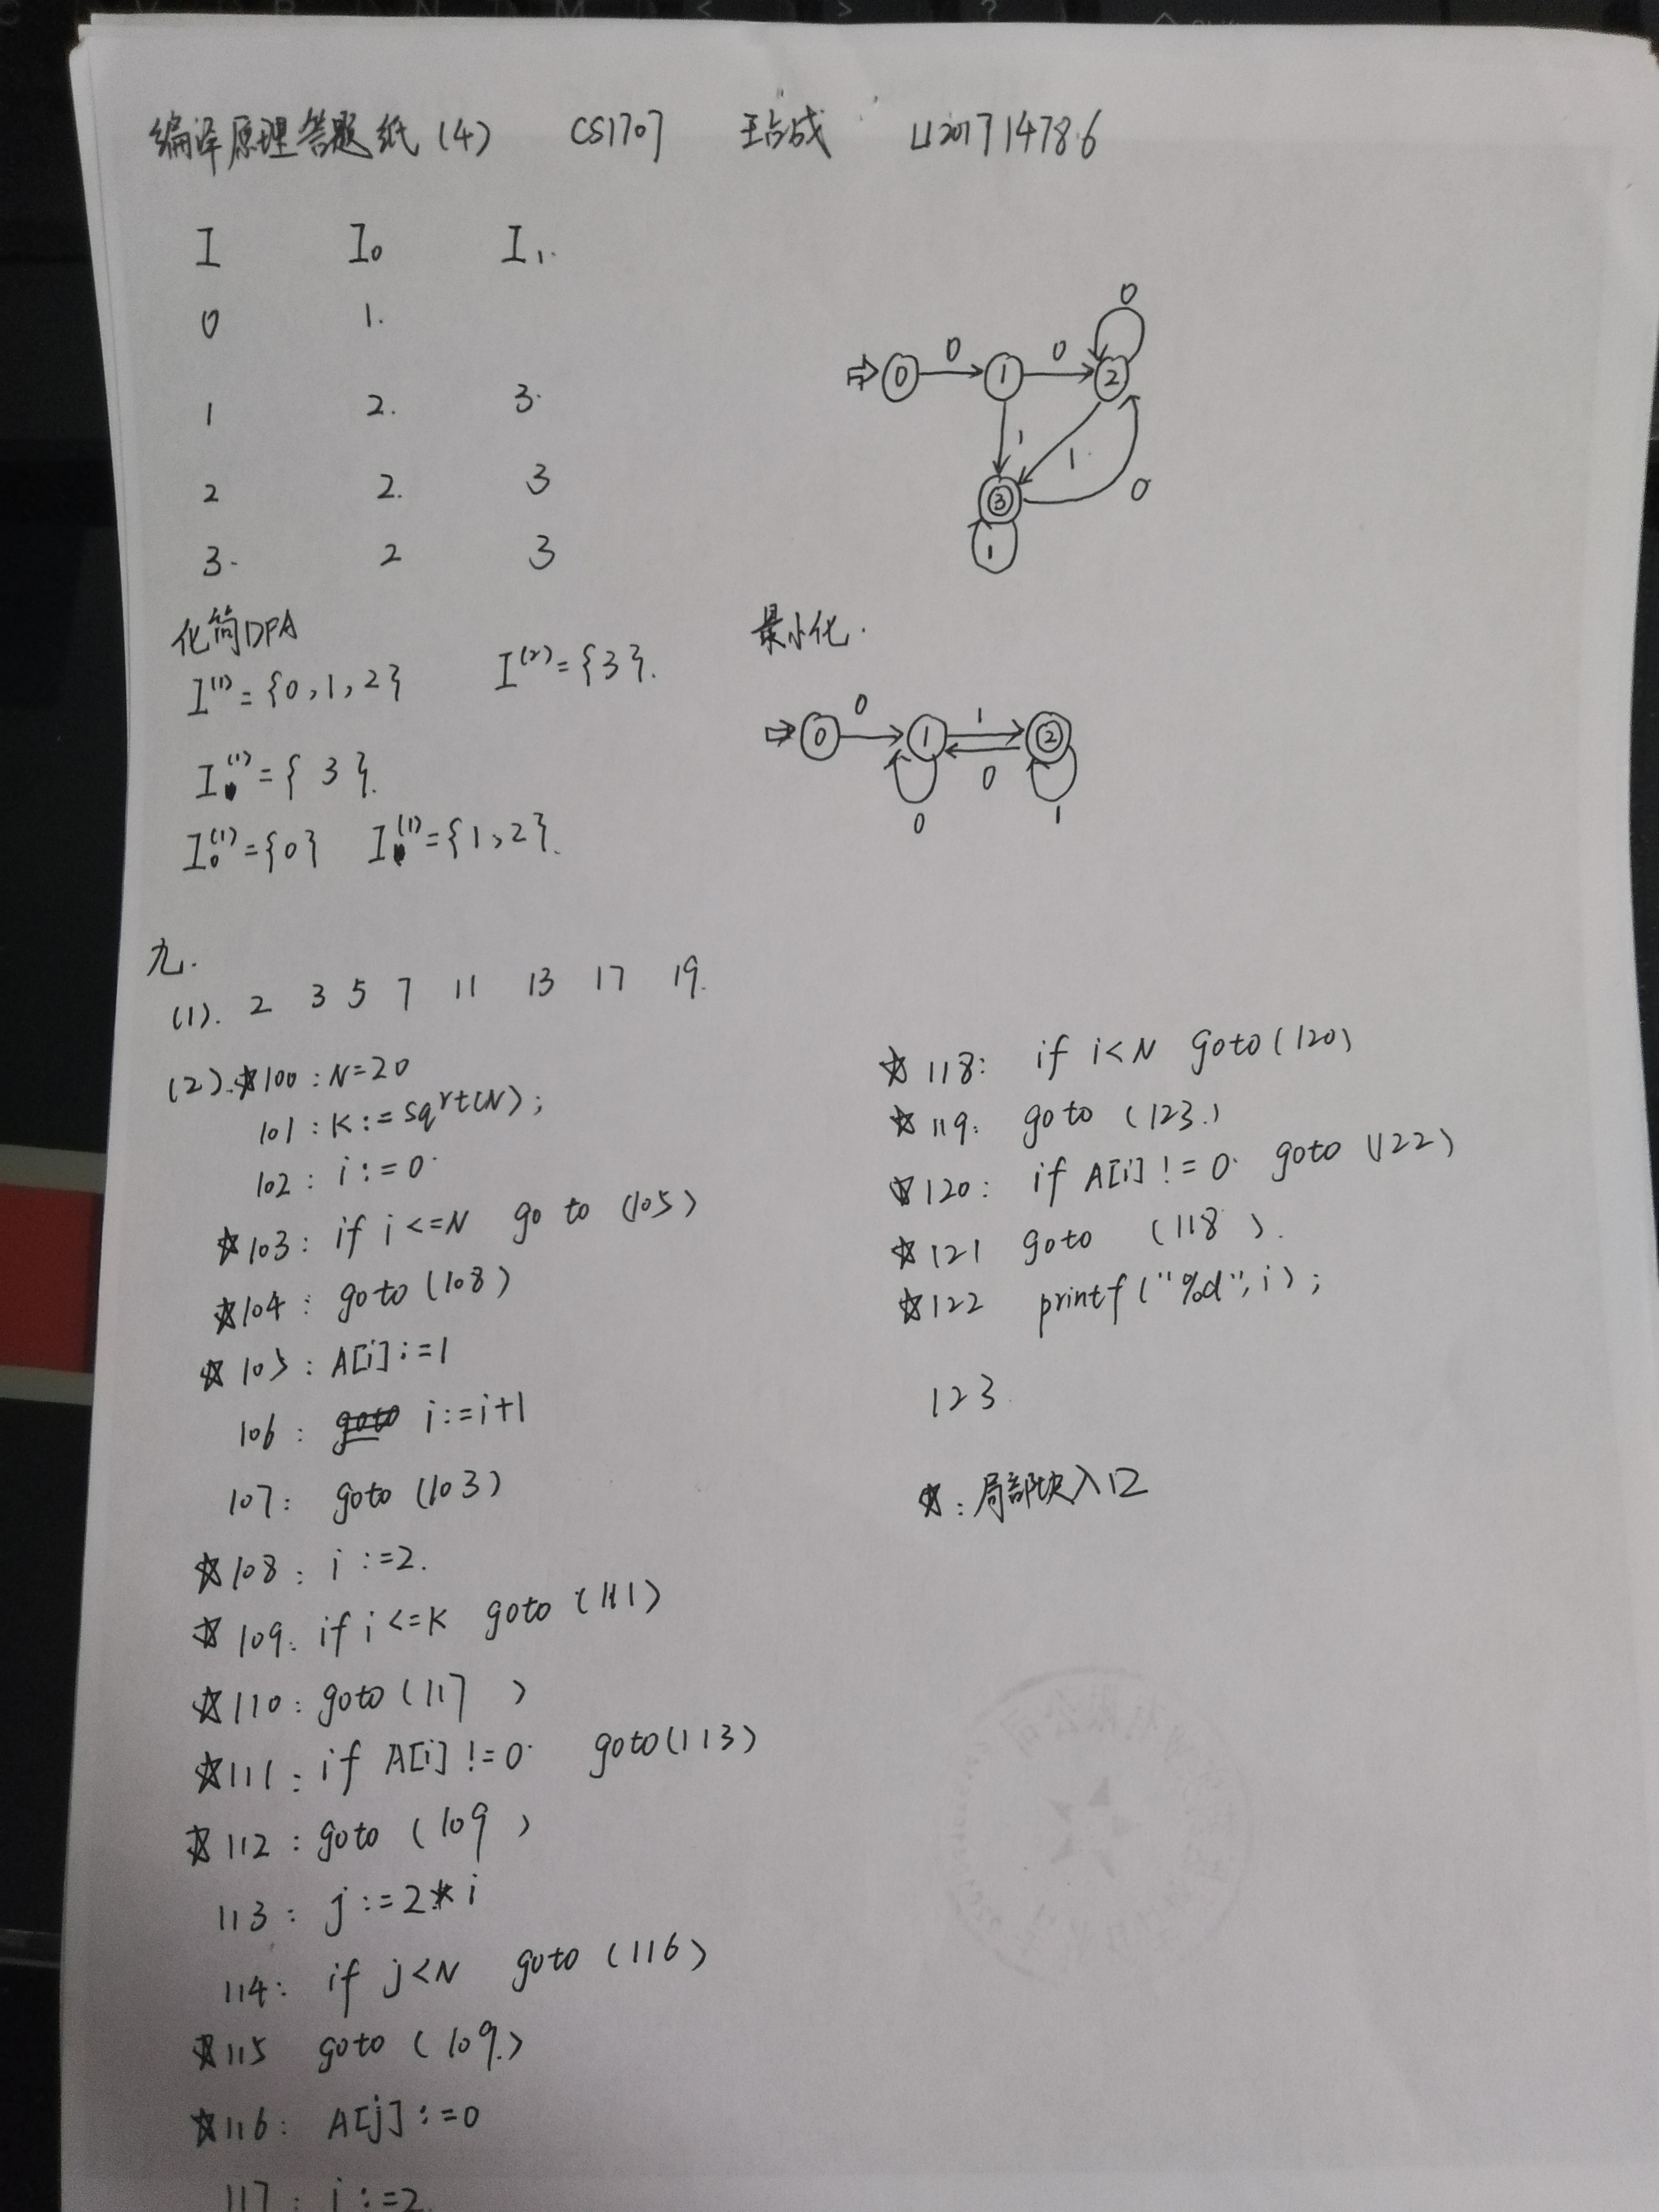 编译原理答题纸(4) CS1707 王占成 U201714786
I I₀ I₁.
0 1.
1 2. 3.
2 2. 3
3. 2 3
0
⇒ 0 0 1 0 2
1 1 0
3
1
化简DFA
I⁽¹⁾={0,1,2} I⁽²⁾={3}.
I⁽¹⁾={ 3 }.
I₀⁽¹⁾={0} I⁽¹⁾={1,2}.
最小化.
0 1
⇒ 0 1 2
0
0 1
九.
(1). 2 3 5 7 11 13 17 19.
(2).☆100 : N=20
101 : K:=sqrt(N);
102 : i:=0
☆103: if i<=N go to (105)
☆104: goto(108)
☆105: A[i]:=1
106: goto i:=i+1
107: goto (103)
☆108: i:=2.
☆109: if i<=K goto(111)
☆110: goto(117 )
☆111: if A[i]!=0 goto(113)
☆112: goto (109 )
113: j:=2*i
114: if j<N goto (116)
☆115 goto (109.)
☆116: A[j]:=0
117: i:=2.
☆118: if i<N goto(120)
☆119: goto (123.)
☆120: if A[i]!=0 goto(122)
☆121 goto (118 ).
☆122 printf("%d",i);
123.
☆:局部块入口